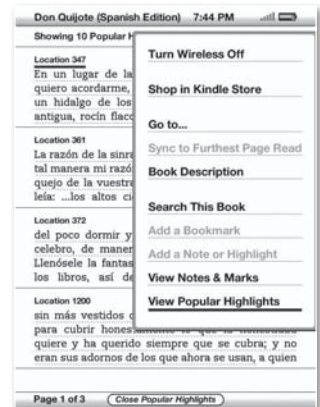 Don Quijote (Spanish Edition) 7:44 PM
Showing 10 Popular H
Location 347
En un lugar de la
quiero acordarme,
un hidalgo de los
antigua, rocín flaco
Location 361
La razón de la sinra
tal manera mi razó
quejo de la vuestra
leía: ...los altos ci
Location 372
del poco dormir y
celebro, de maner
Llenósele la fantas
los libros, así de
Location 1200
sin más vestidos
para cubrir
quiere y ha querido siempre que se cubra; y no
eran sus adornos de los que ahora se usan, a quien
Turn Wireless Off
Shop in Kindle Store
Go to...
Sync to Furthest Page Read
Book Description
Search This Book
Add a Bookmark
Add a Note or Highlight
View Notes & Marks
View Popular Highlights
Page 1 of 3 Close Popular Highlights